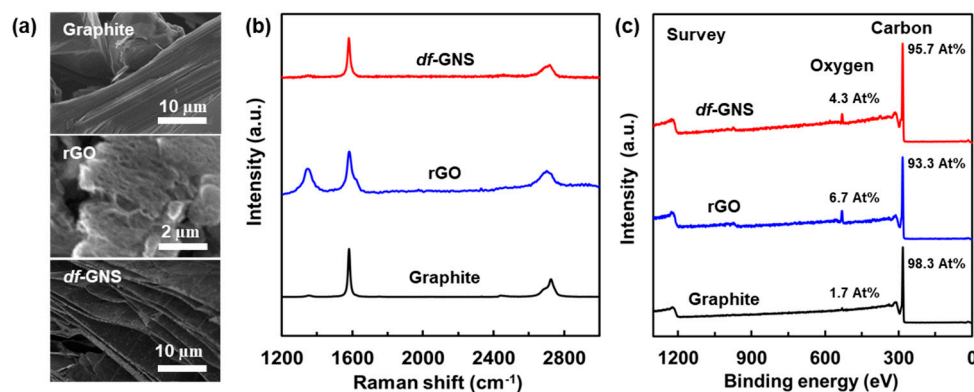 (a)
Graphite
10 μm
rGO
2 μm
df-GNS
10 μm
(b)
Intensity (a.u.)
df-GNS
rGO
Graphite
1200 1600 2000 2400 2800
Raman shift (cm⁻¹)
(c)
Intensity (a.u.)
Survey
Carbon
95.7 At%
Oxygen
df-GNS
4.3 At%
93.3 At%
6.7 At%
rGO
98.3 At%
Graphite
1.7 At%
1200 900 600 300 0
Binding energy (eV)